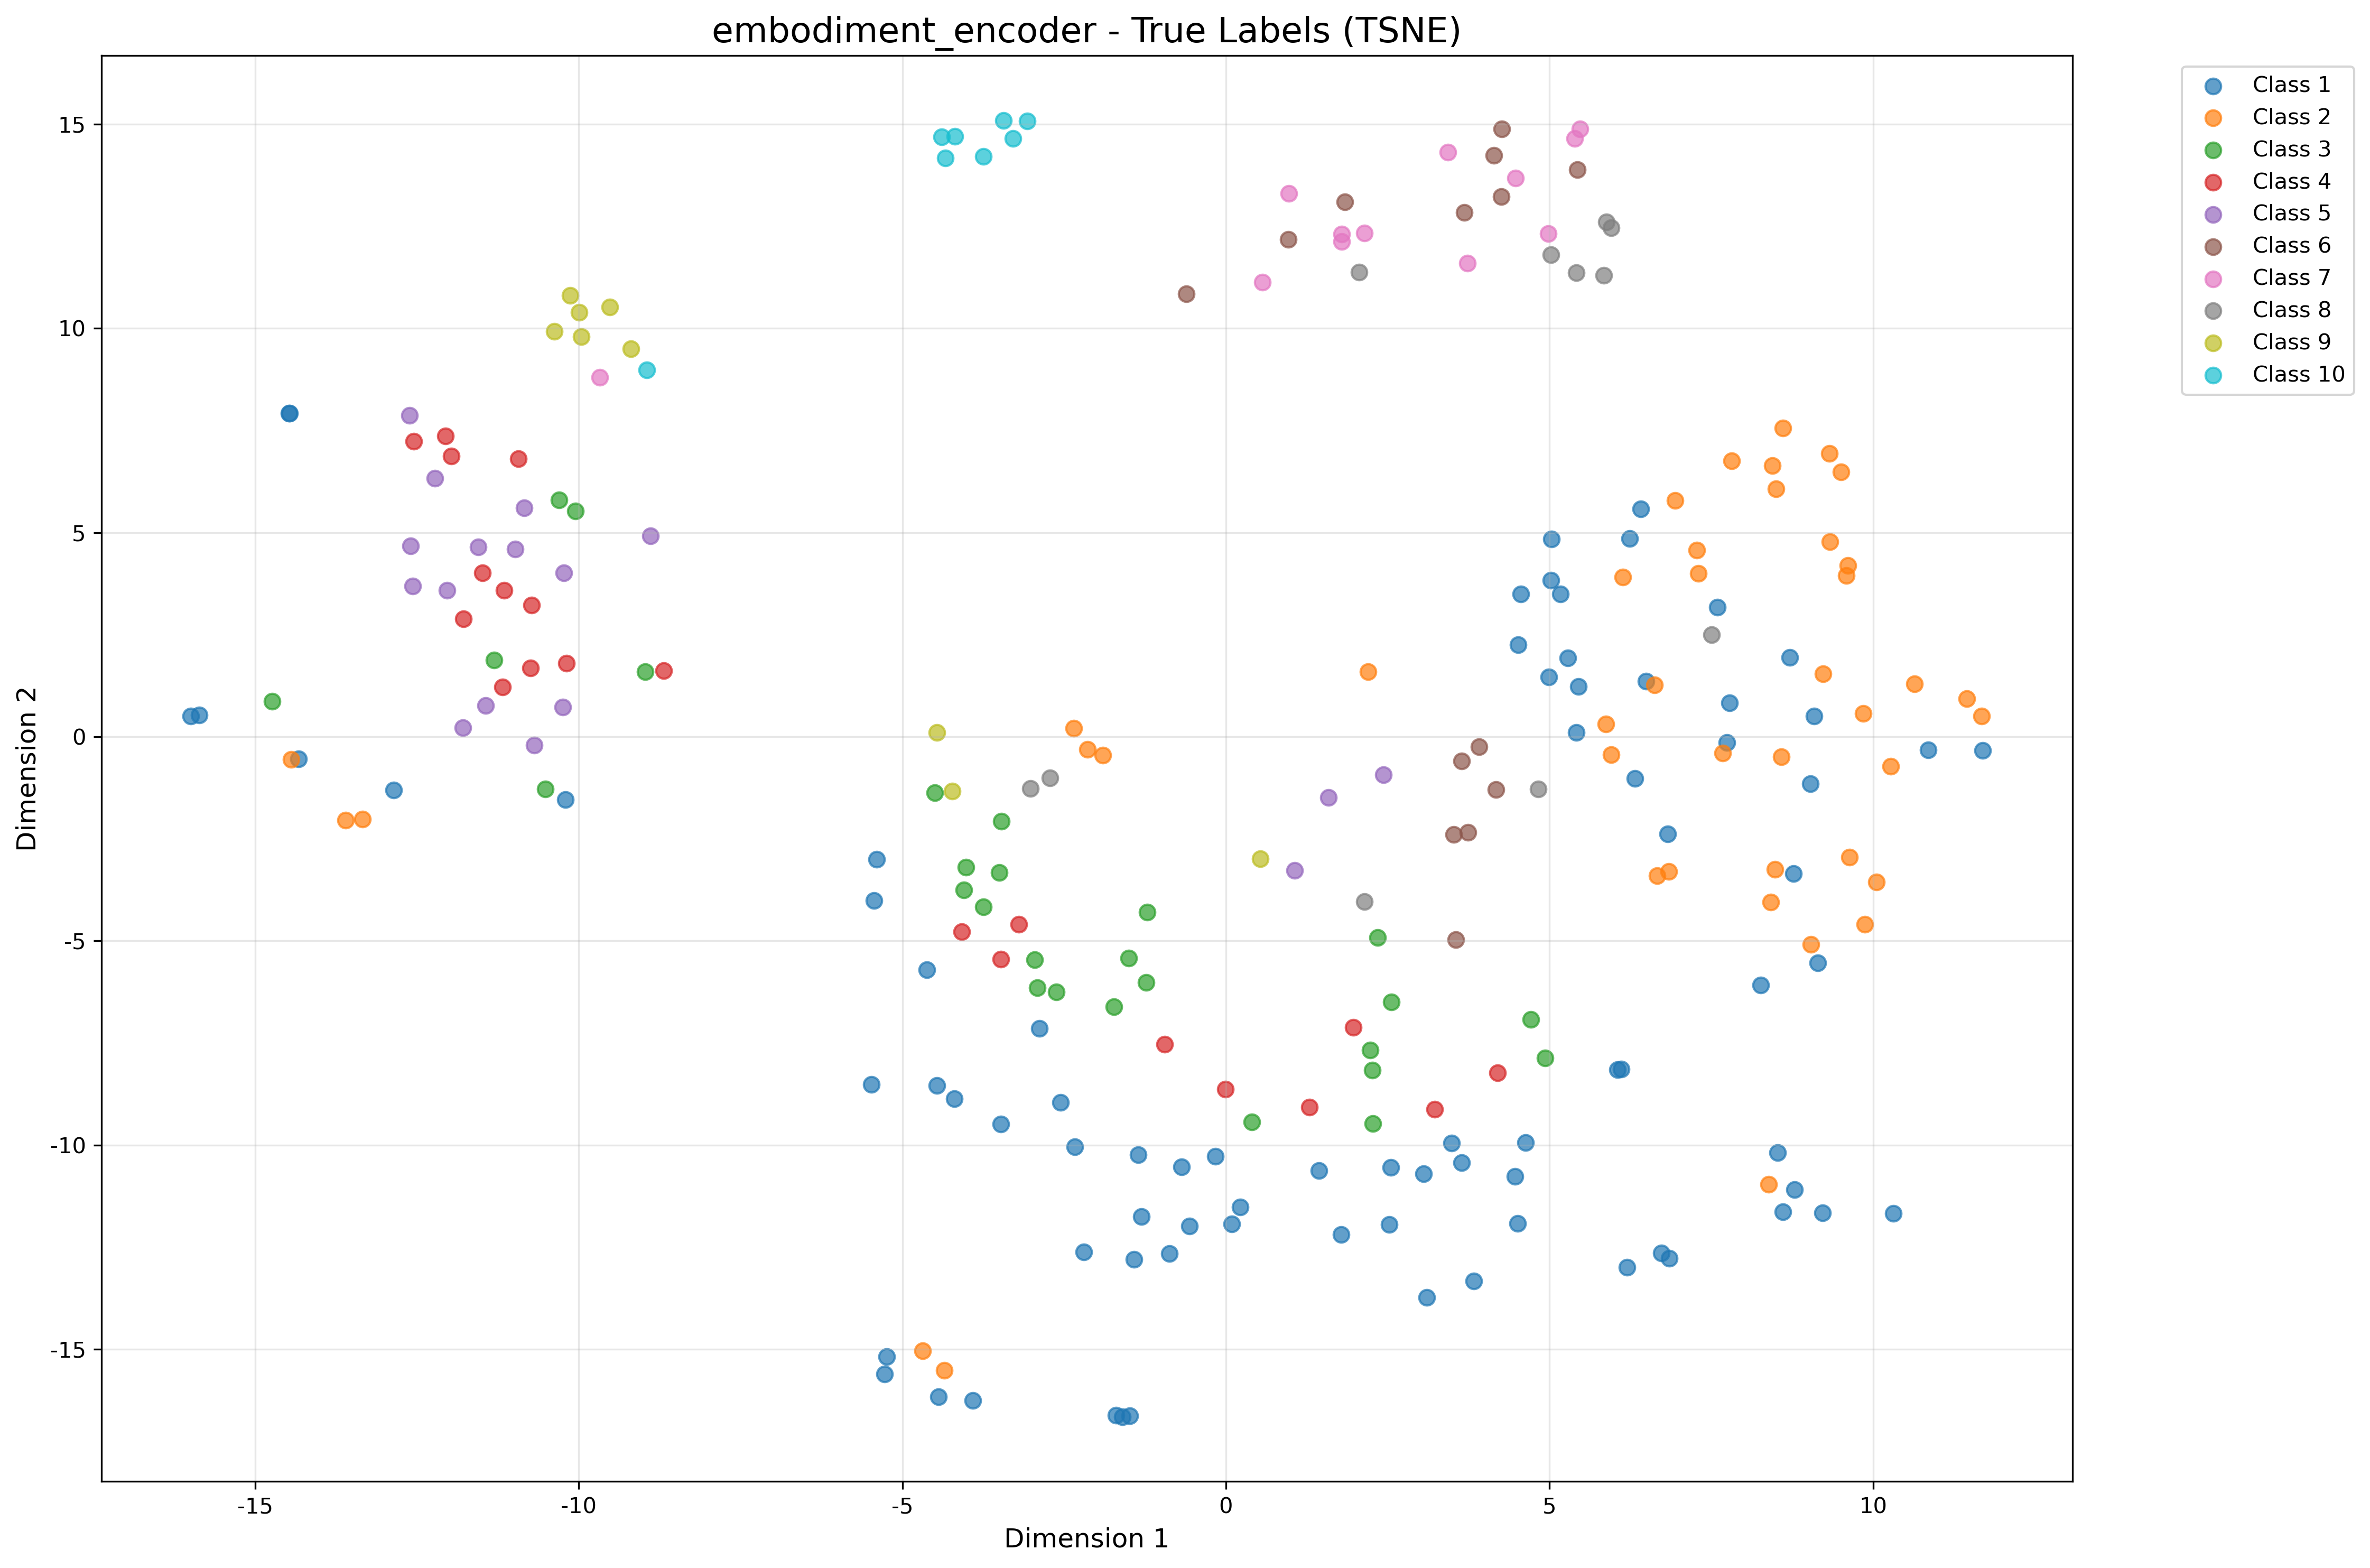 embodiment_encoder - True Labels (TSNE)
Class 1
Class 2
Class 3
Class 4
Class 5
Class 6
Class 7
Class 8
Class 9
Class 10
15
10
5
0
-5
-10
-15
Dimension 2
-15
-10
-5
0
5
10
Dimension 1